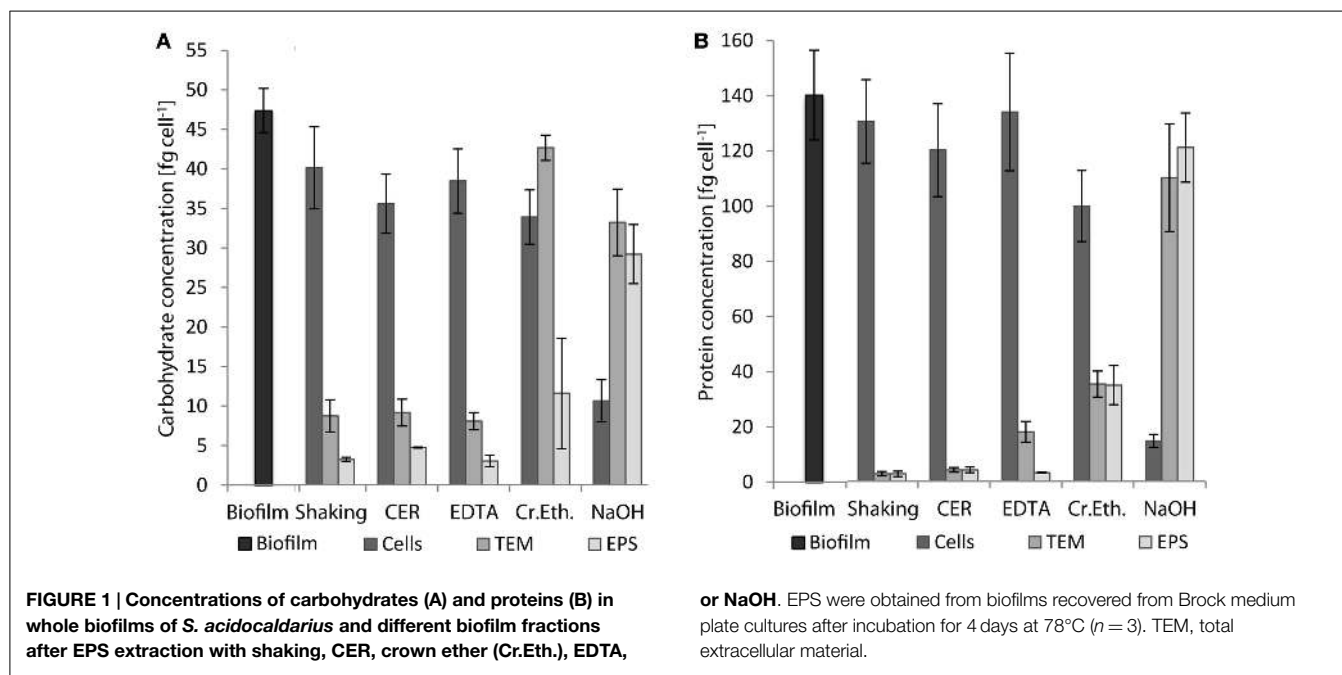 A
B
Carbohydrate concentration [fg cell-1]
55
50
45
40
35
30
25
20
15
10
5
0
Biofilm Shaking CER EDTA Cr.Eth. NaOH
Biofilm Cells TEM EPS
Protein concentration [fg cell-1]
160
140
120
100
80
60
40
20
0
Biofilm Shaking CER EDTA Cr.Eth. NaOH
Biofilm Cells TEM EPS
FIGURE 1 | Concentrations of carbohydrates (A) and proteins (B) in
whole biofilms of S. acidocaldarius and different biofilm fractions
after EPS extraction with shaking, CER, crown ether (Cr.Eth.), EDTA,
or NaOH. EPS were obtained from biofilms recovered from Brock medium
plate cultures after incubation for 4 days at 78°C (n = 3). TEM, total
extracellular material.